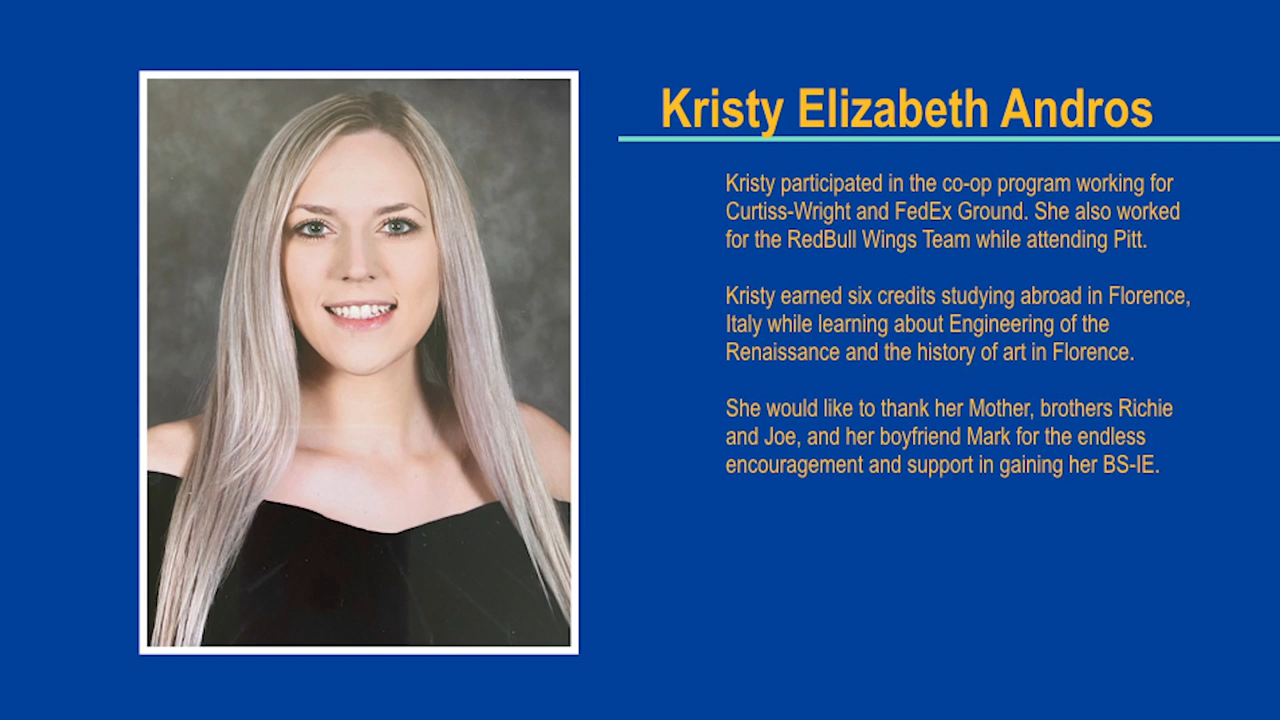 Kristy Elizabeth Andros
Kristy participated in the co-op program working for
Curtiss-Wright and FedEx Ground. She also worked
for the RedBull Wings Team while attending Pitt.
Kristy earned six credits studying abroad in Florence,
Italy while learning about Engineering of the
Renaissance and the history of art in Florence.
She would like to thank her Mother, brothers Richie
and Joe, and her boyfriend Mark for the endless
encouragement and support in gaining her BS-IE.